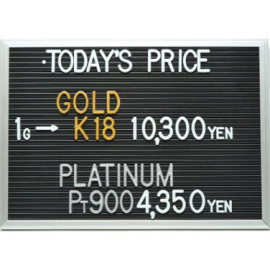 ·TODAY'S PRICE
GOLD
1G → K18 10,300YEN
PLATINUM
PT900 4,350YEN